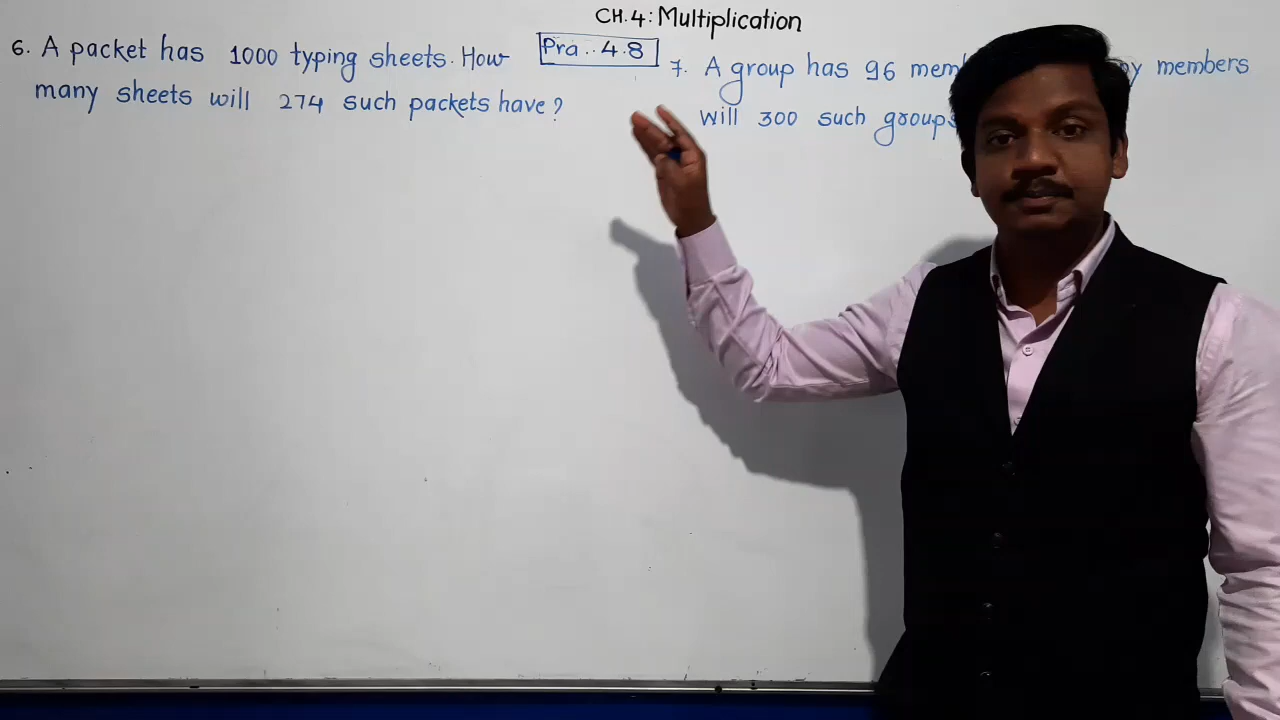 CH.4: Multiplication
Pra..4.8
6. A packet has 1000 typing sheets. How
many sheets will 274 such packets have?
7. A group has 96 members
will 300 such groups